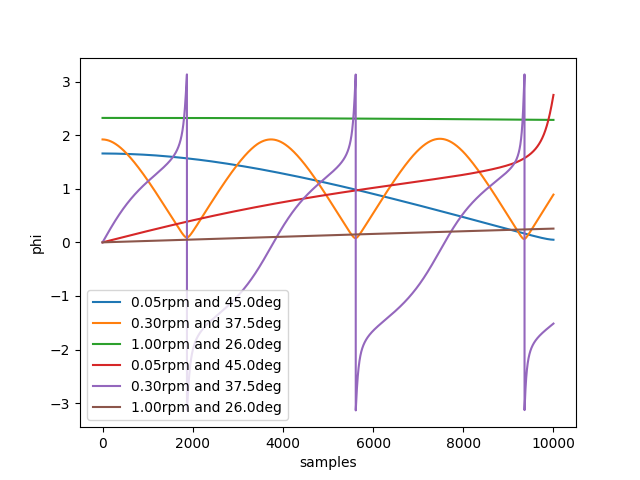 phi
3
2
1
0
−1
−2
−3
0.05rpm and 45.0deg
0.30rpm and 37.5deg
1.00rpm and 26.0deg
0.05rpm and 45.0deg
0.30rpm and 37.5deg
1.00rpm and 26.0deg
0 2000 4000 6000 8000 10000
samples